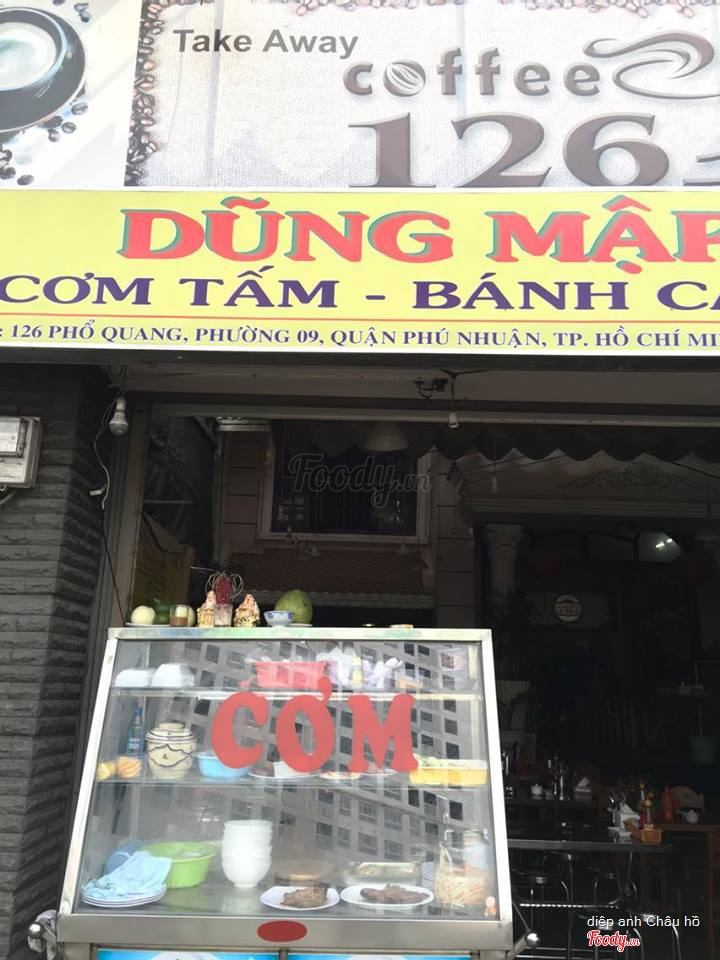 Take Away
coffee
126
DŨNG MẬP
CƠM TẤM - BÁNH CA
: 126 PHỔ QUANG, PHƯỜNG 09, QUẬN PHÚ NHUẬN, TP. HỒ CHÍ MI
Foody.vn
CƠM
diệp anh Châu hồ
Foody.vn